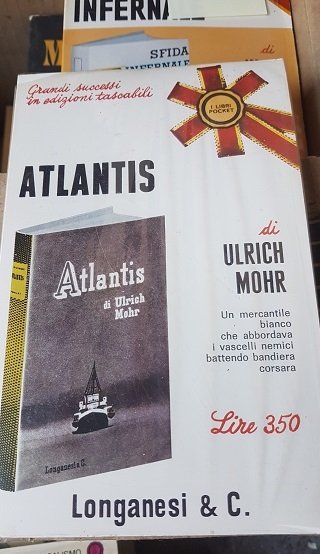 INFERNALE
SFIDA
INFERNALE
di
Grandi successi
in edizioni tascabili
I LIBRI
POCKET
ATLANTIS
di
ULRICH
MOHR
Atlantis
di Ulrich
Mohr
Un mercantile
bianco
che abbordava
i vascelli nemici
battendo bandiera
corsara
Lire 350
Longanesi & C.
Longanesi & C.